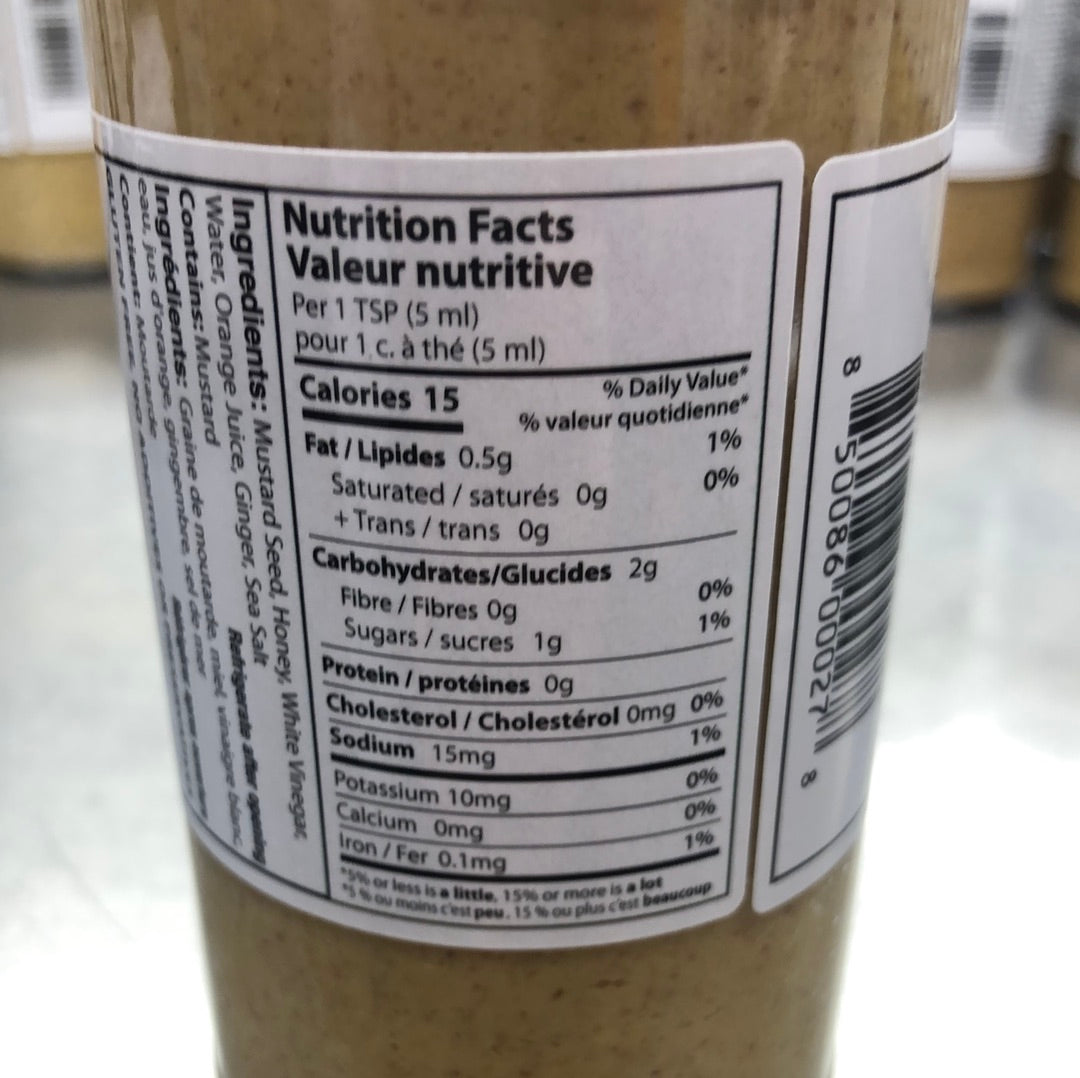 Nutrition Facts
Valeur nutritive
Per 1 TSP (5 ml)
pour 1 c. à thé (5 ml)
Calories 15
% Daily Value*
% valeur quotidienne*
Fat / Lipides 0.5g 1%
Saturated / saturés 0g 0%
+ Trans / trans 0g
Carbohydrates/Glucides 2g
Fibre / Fibres 0g 0%
Sugars / sucres 1g 1%
Protein / protéines 0g
Cholesterol / Cholestérol 0mg 0%
Sodium 15mg 1%
Potassium 10mg 0%
Calcium 0mg 0%
Iron / Fer 0.1mg 1%
*5% or less is a little, 15% or more is a lot
*5 % ou moins c'est peu, 15 % ou plus c'est beaucoup
Ingredients: Mustard Seed, Honey, White Vinegar,
Water, Orange Juice, Ginger, Sea Salt
Contains: Mustard Refrigerate after opening
Ingrédients: Graine de moutarde, miel, vinaigre blanc,
eau, jus d'orange, gingembre, sel de mer
Contient: Moutarde
GLUTEN FREE, NO
8 50086 00027 8